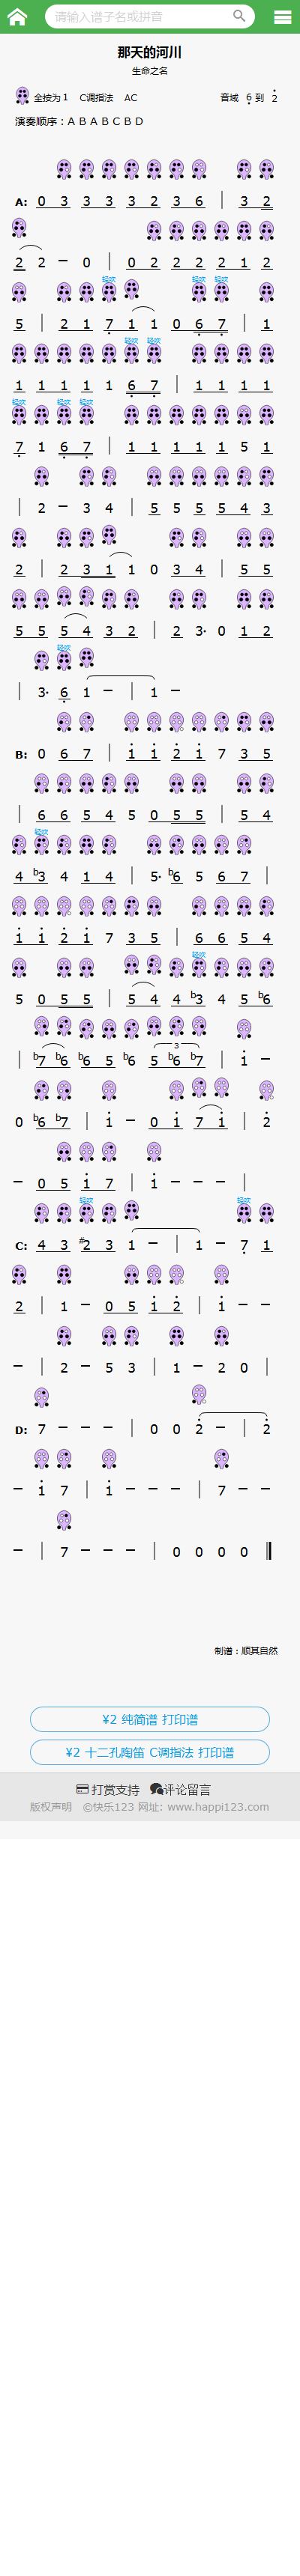 请输入谱子名或拼音
那天的河川
生命之名
全按为1 C调指法 AC 音域 6 到 2
演奏顺序：A B A B C B D
A: 0 3 3 3 3 2 3 6 | 3 2
2 2 - 0 | 0 2 2 2 2 1 2
轻吹 轻吹 轻吹
5 | 2 1 7 1 1 0 6 7 | 1
轻吹 轻吹
1 1 1 1 1 6 7 | 1 1 1 1
轻吹 轻吹 轻吹
7 1 6 7 | 1 1 1 1 1 5 1
| 2 - 3 4 | 5 5 5 5 4 3
2 | 2 3 1 1 0 3 4 | 5 5
5 5 5 4 3 2 | 2 3· 0 1 2
轻吹
| 3· 6 1 - | 1 -
B: 0 6 7 | 1 1 2 1 7 3 5
| 6 6 5 4 5 0 5 5 | 5 4
轻吹
4 b3 4 1 4 | 5· b6 5 6 7 |
1 1 2 1 7 3 5 | 6 6 5 4
轻吹
5 0 5 5 | 5 4 4 b3 4 5 b6
3
| b7 b6 b6 5 b6 5 b6 b7 | 1 -
0 b6 b7 | 1 - 0 1 7 1 | 2
- 0 5 1 7 | 1 - - - |
轻吹 轻吹
C: 4 3 #2 3 1 - | 1 - 7 1
2 | 1 - 0 5 1 2 | 1 - -
- | 2 - 5 3 | 1 - 2 0 |
D: 7 - - - | 0 0 2 - | 2
- 1 7 | 1 - - - | 7 - -
- | 7 - - - | 0 0 0 0
制谱：顺其自然
¥2 纯简谱 打印谱
¥2 十二孔陶笛 C调指法 打印谱
打赏支持 评论留言
版权声明 ©快乐123 网址: www.happi123.com